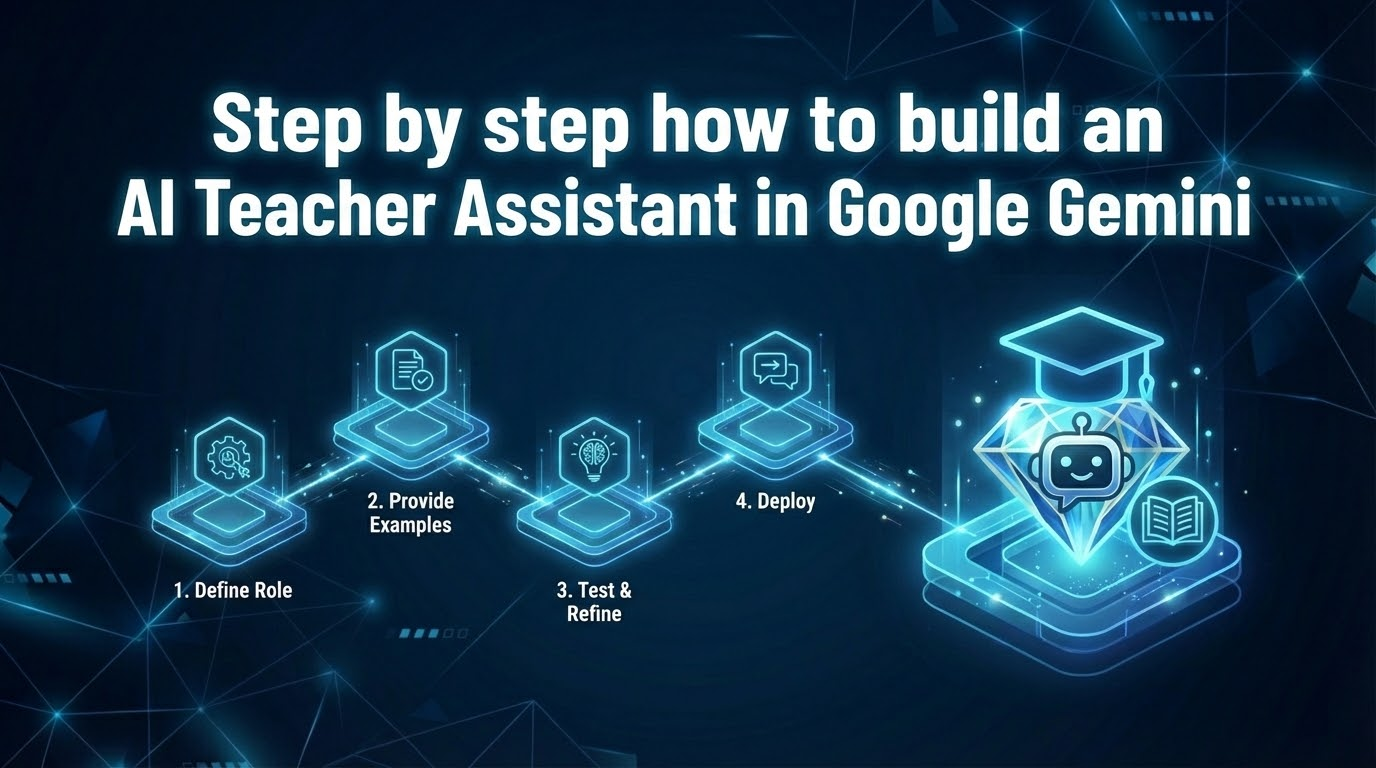 Step by step how to build an
AI Teacher Assistant in Google Gemini
1. Define Role
2. Provide
Examples
3. Test &
Refine
4. Deploy